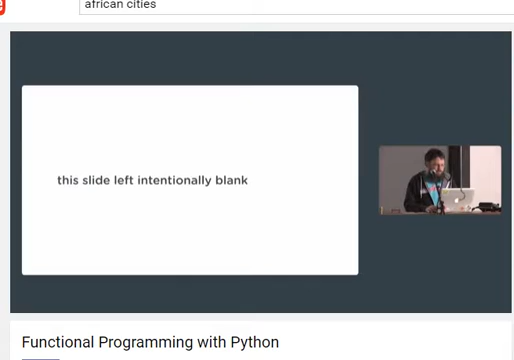 african cities
this slide left intentionally blank
Functional Programming with Python